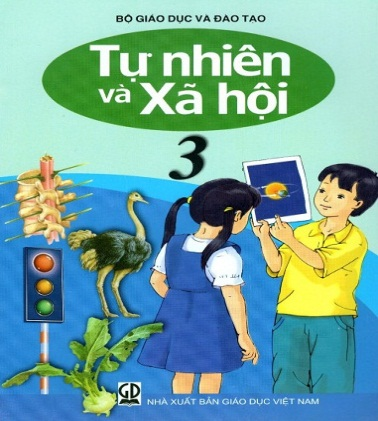 BỘ GIÁO DỤC VÀ ĐÀO TẠO
Tự nhiên
và Xã hội
3
GD
NHÀ XUẤT BẢN GIÁO DỤC VIỆT NAM